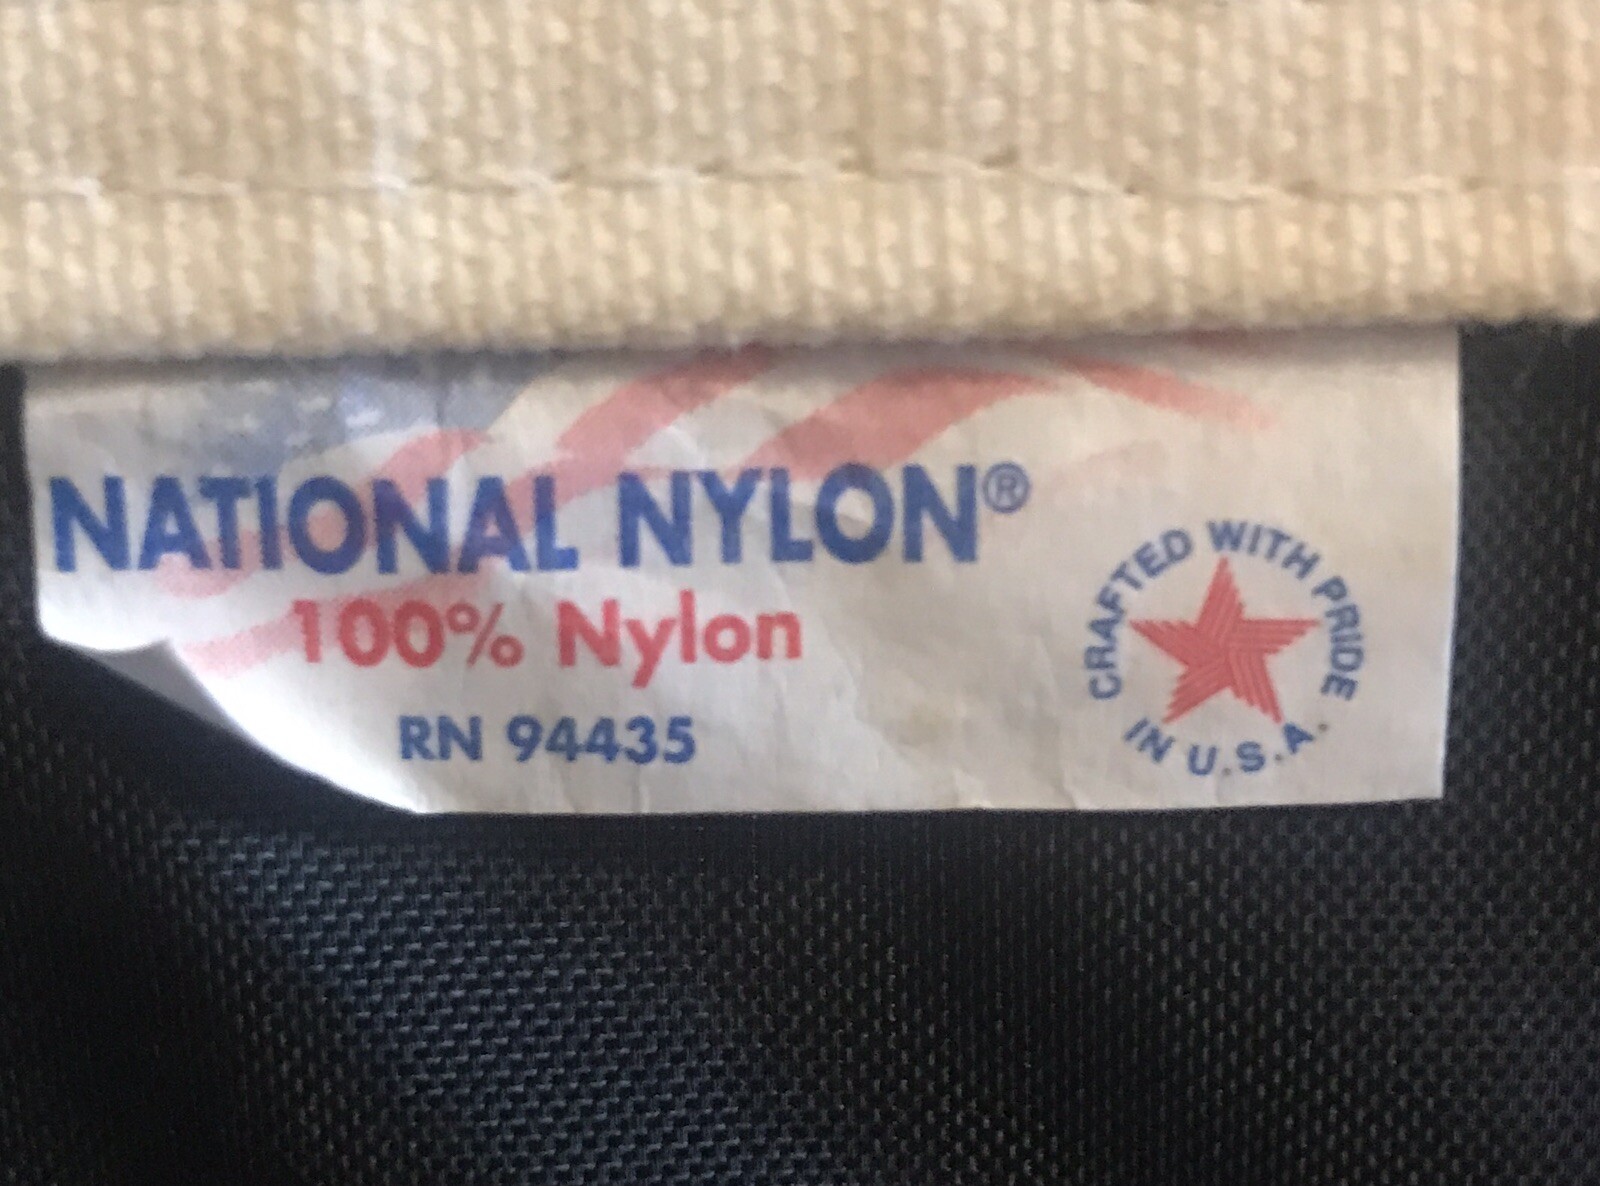 NATIONAL NYLON®
100% Nylon
RN 94435
CRAFTED WITH PRIDE
IN U.S.A.